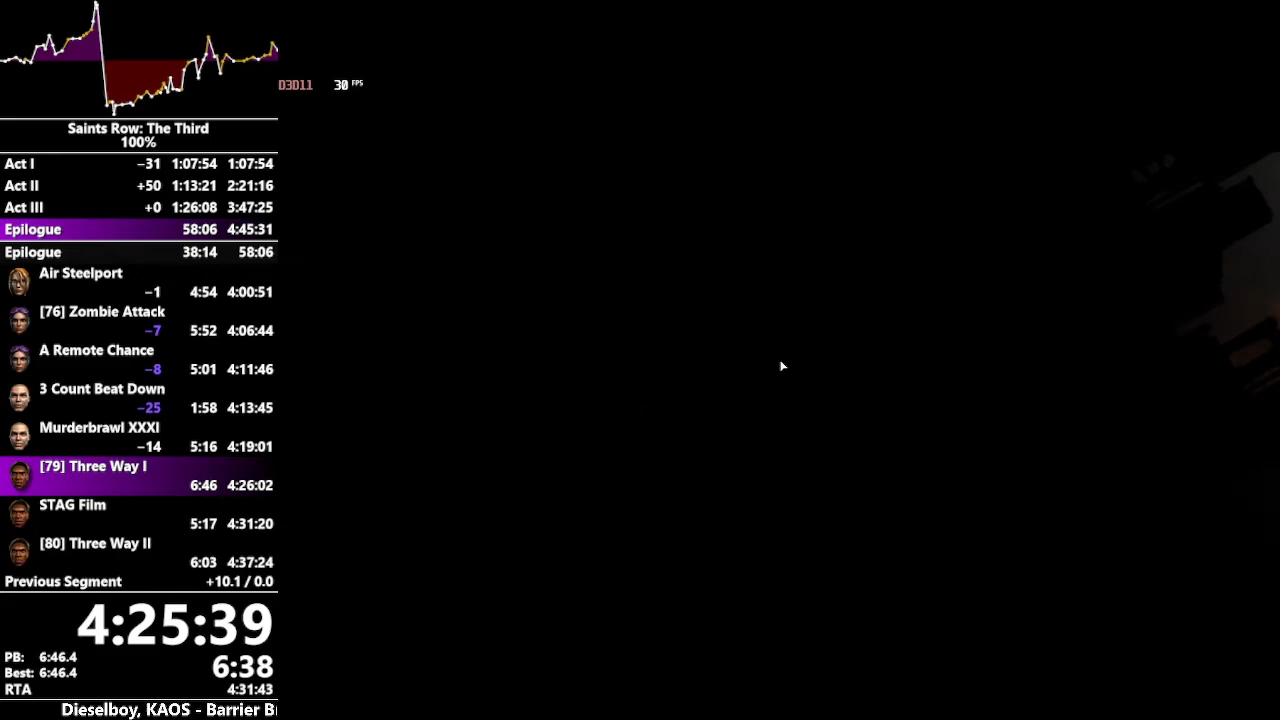 D3D11 30 FPS
Saints Row: The Third
100%
Act I −31 1:07:54 1:07:54
Act II +50 1:13:21 2:21:16
Act III +0 1:26:08 3:47:25
Epilogue 58:06 4:45:31
Epilogue 38:14 58:06
Air Steelport
−1 4:54 4:00:51
[76] Zombie Attack
−7 5:52 4:06:44
A Remote Chance
−8 5:01 4:11:46
3 Count Beat Down
−25 1:58 4:13:45
Murderbrawl XXXI
−14 5:16 4:19:01
[79] Three Way I
6:46 4:26:02
STAG Film
5:17 4:31:20
[80] Three Way II
6:03 4:37:24
Previous Segment +10.1 / 0.0
4:25:39
PB: 6:46.4
6:38
Best: 6:46.4
RTA 4:31:43
Dieselboy, KAOS - Barrier